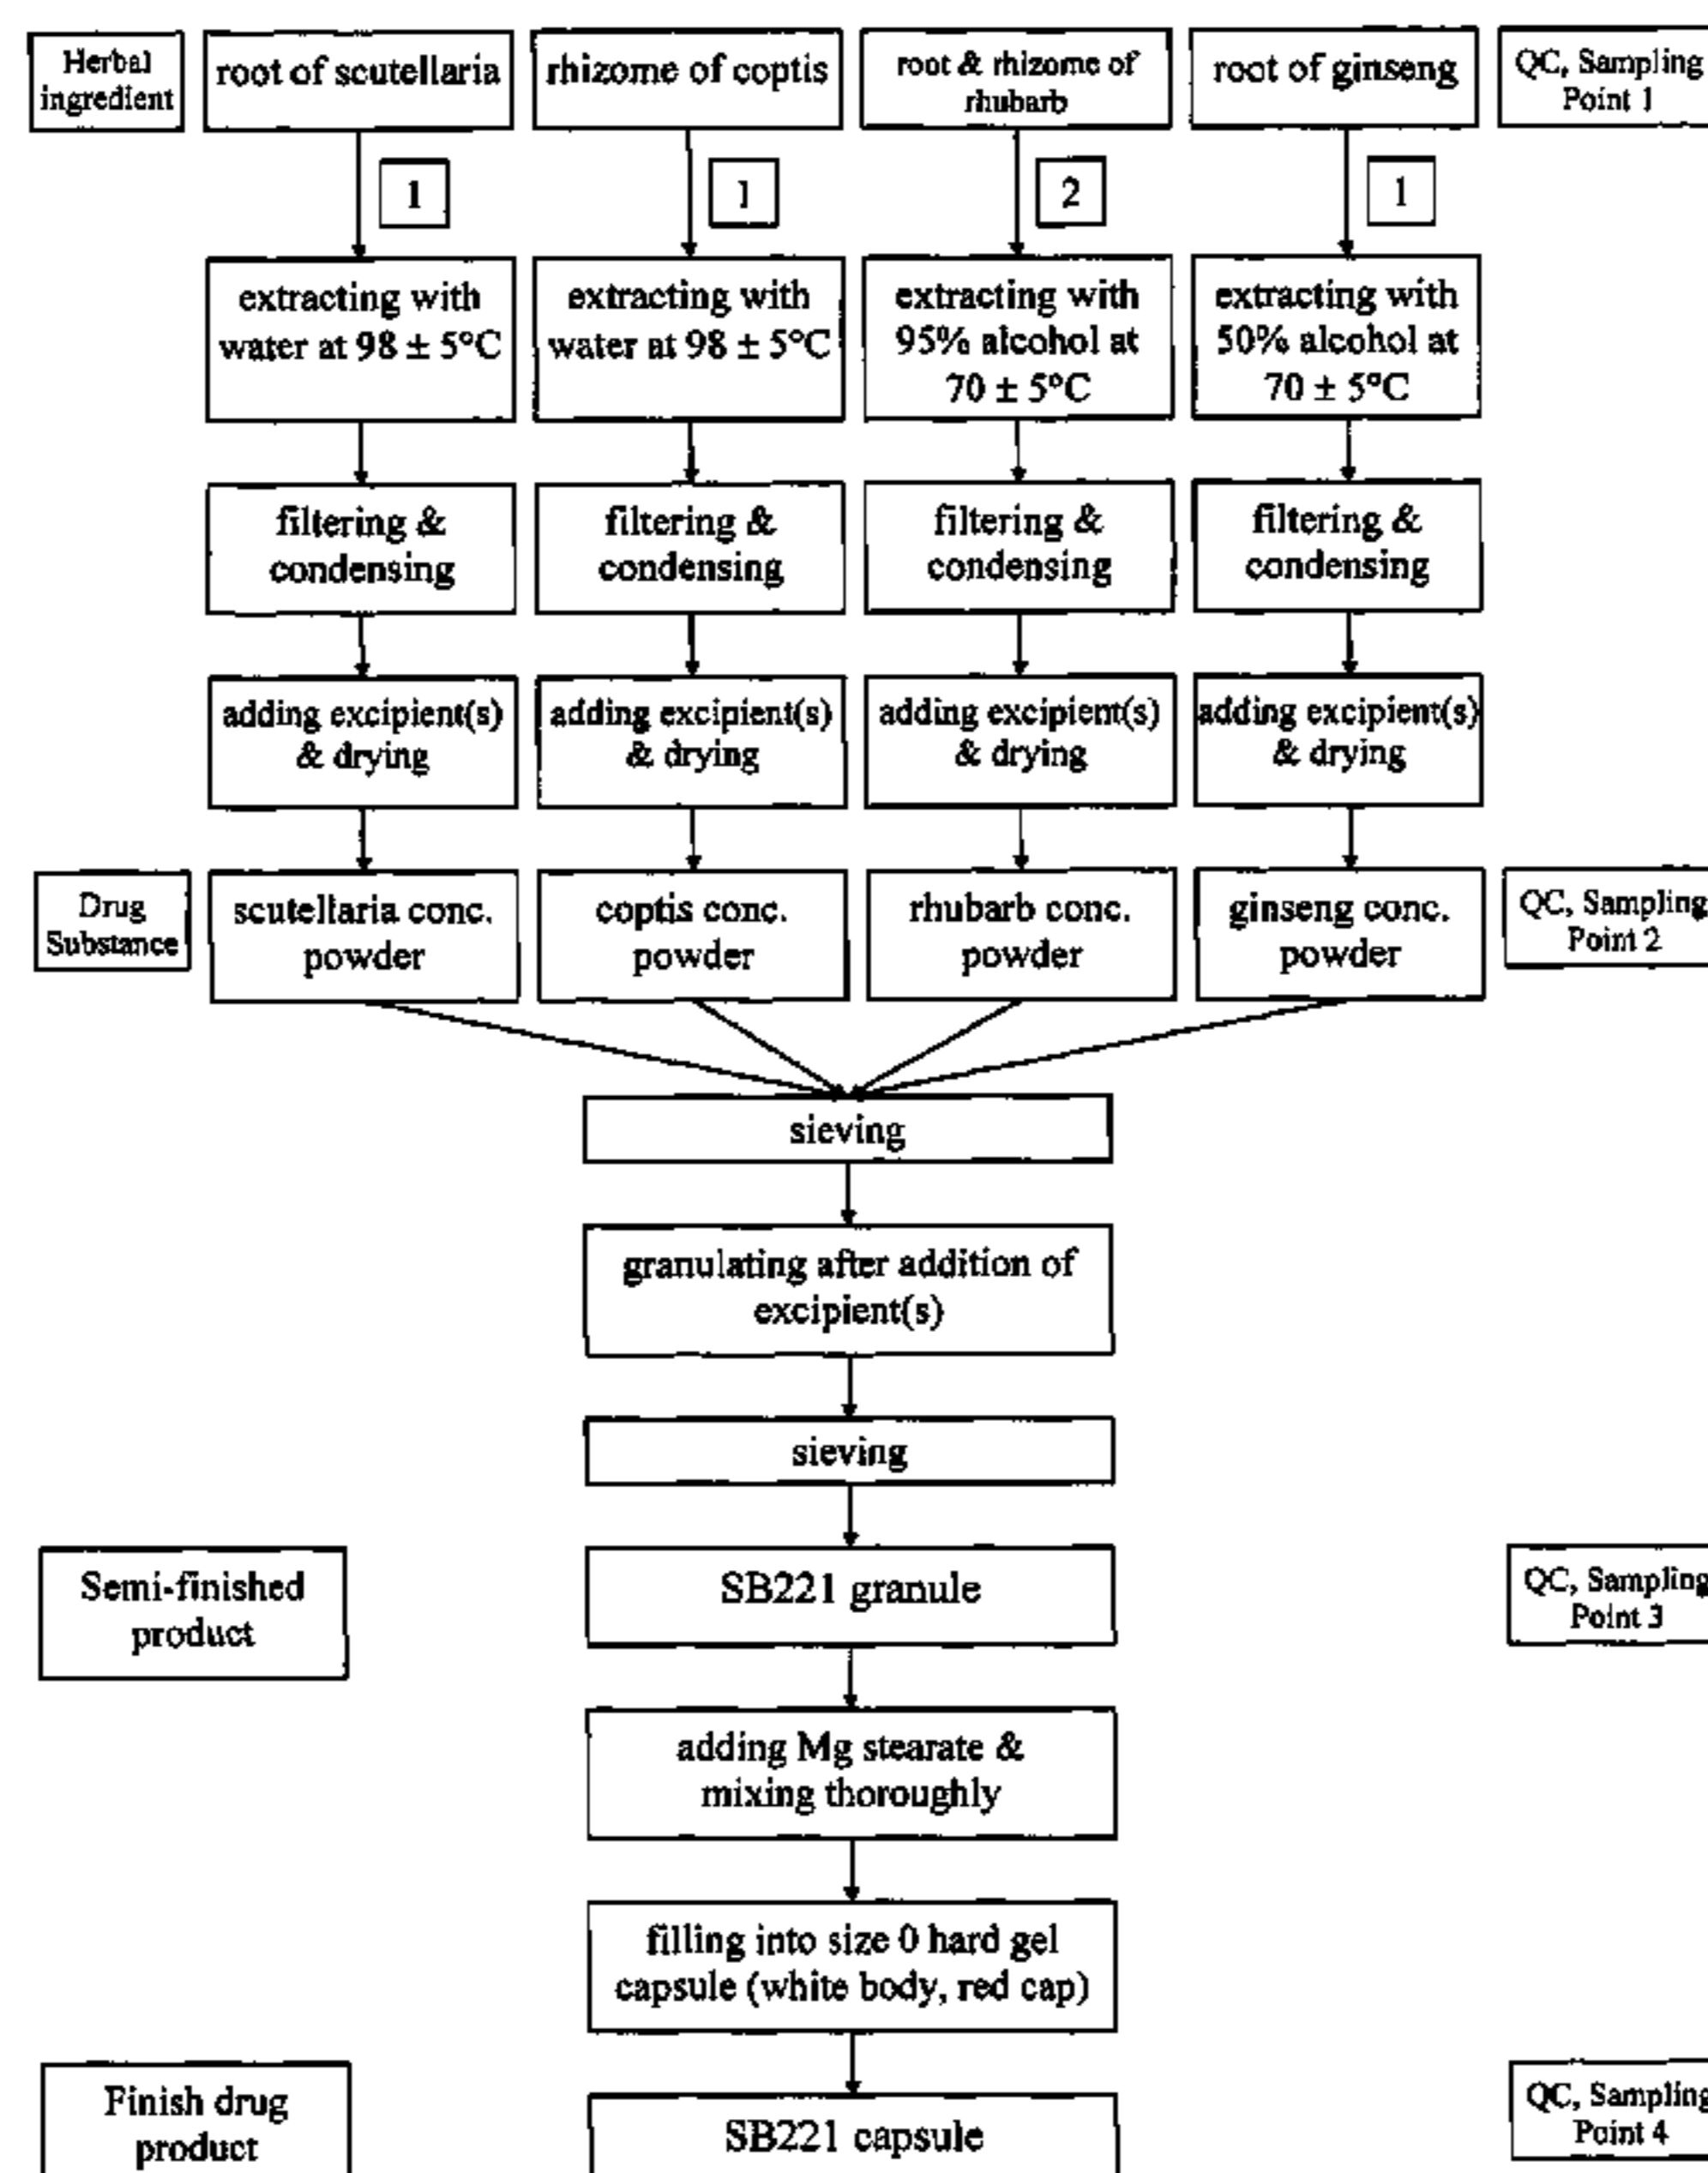 Herbal
ingredient
root of scutellaria
rhizome of coptis
root & rhizome of
rhubarb
root of ginseng
QC, Sampling
Point 1
1
1
2
1
extracting with
water at 98 ± 5°C
extracting with
water at 98 ± 5°C
extracting with
95% alcohol at
70 ± 5°C
extracting with
50% alcohol at
70 ± 5°C
filtering &
condensing
filtering &
condensing
filtering &
condensing
filtering &
condensing
adding excipient(s)
& drying
adding excipient(s)
& drying
adding excipient(s)
& drying
adding excipient(s)
& drying
Drug
Substance
scutellaria conc.
powder
coptis conc.
powder
rhubarb conc.
powder
ginseng conc.
powder
QC, Sampling
Point 2
sieving
granulating after addition of
excipient(s)
sieving
Semi-finished
product
SB221 granule
QC, Sampling
Point 3
adding Mg stearate &
mixing thoroughly
filling into size 0 hard gel
capsule (white body, red cap)
Finish drug
product
SB221 capsule
QC, Sampling
Point 4